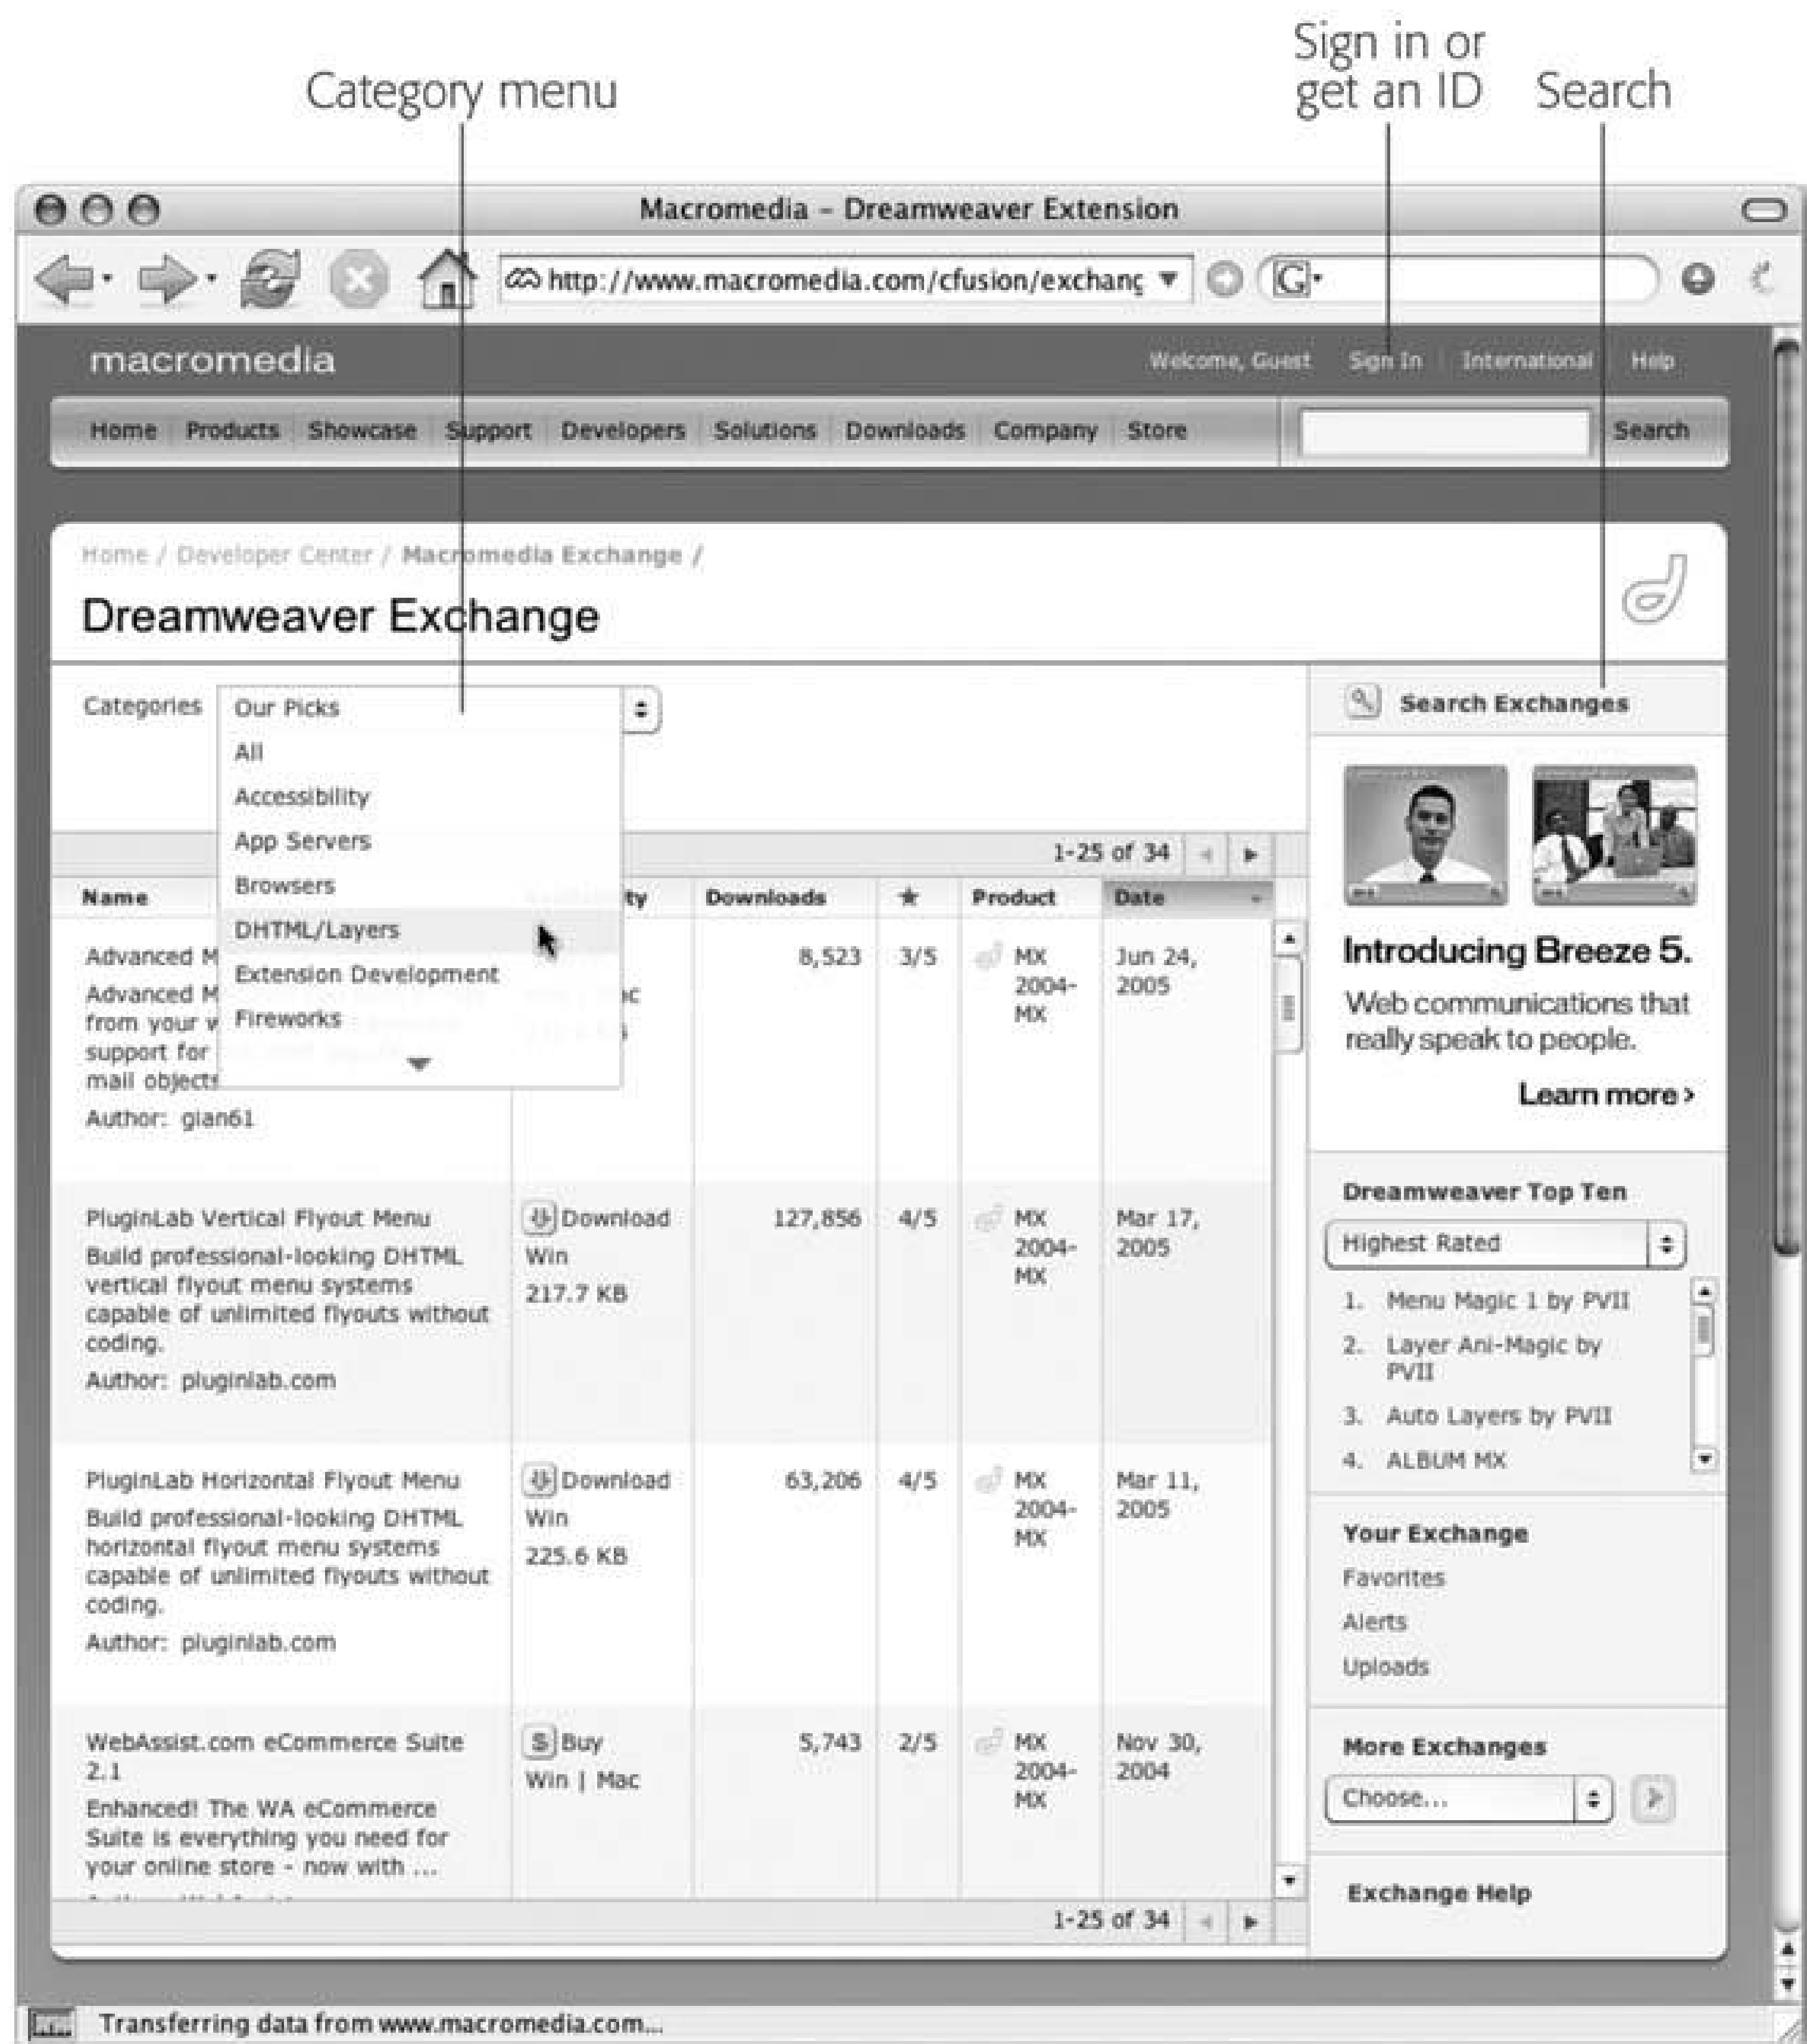 Sign in or
get an ID
Category menu
Search
Macromedia – Dreamweaver Extension
http://www.macromedia.com/cfusion/exchang
G
macromedia
Welcome, Guest
Sign In
International
Help
Home
Products
Showcase
Support
Developers
Solutions
Downloads
Company
Store
Search
Home / Developer Center / Macromedia Exchange /
Dreamweaver Exchange
Categories
Our Picks
All
Accessibility
App Servers
Browsers
DHTML/Layers
Extension Development
Fireworks
1-25 of 34
Name
ty
Downloads
Product
Date
Advanced M
Advanced M
from your w
support for
mail objects
Author: gian61
8,523
3/5
MX
2004-
MX
Jun 24,
2005
PluginLab Vertical Flyout Menu
Build professional-looking DHTML
vertical flyout menu systems
capable of unlimited flyouts without
coding.
Author: pluginlab.com
Download
Win
217.7 KB
127,856
4/5
MX
2004-
MX
Mar 17,
2005
PluginLab Horizontal Flyout Menu
Build professional-looking DHTML
horizontal flyout menu systems
capable of unlimited flyouts without
coding.
Author: pluginlab.com
Download
Win
225.6 KB
63,206
4/5
MX
2004-
MX
Mar 11,
2005
WebAssist.com eCommerce Suite
2.1
Enhanced! The WA eCommerce
Suite is everything you need for
your online store - now with ...
Buy
Win | Mac
5,743
2/5
MX
2004-
MX
Nov 30,
2004
1-25 of 34
Search Exchanges
Introducing Breeze 5.
Web communications that
really speak to people.
Learn more ›
Dreamweaver Top Ten
Highest Rated
1. Menu Magic 1 by PVII
2. Layer Ani-Magic by
PVII
3. Auto Layers by PVII
4. ALBUM MX
Your Exchange
Favorites
Alerts
Uploads
More Exchanges
Choose...
Exchange Help
Transferring data from www.macromedia.com...